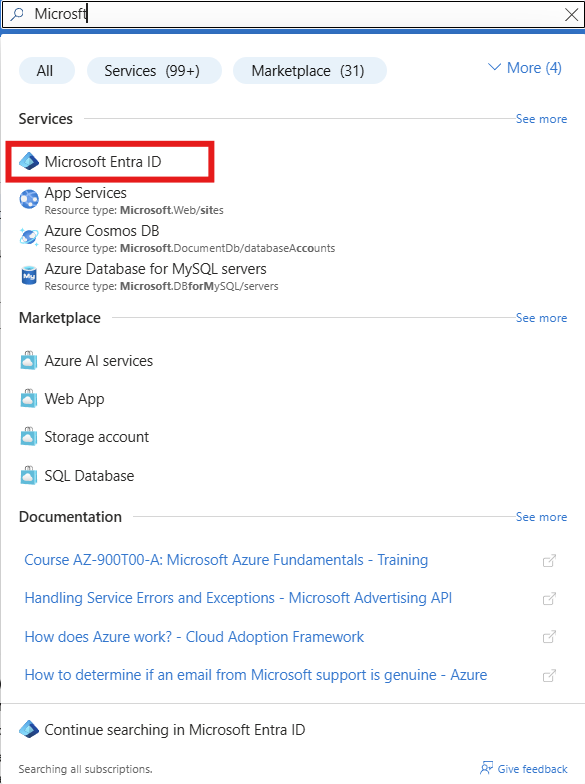 Microsft
All
Services (99+)
Marketplace (31)
More (4)
Services
See more
Microsoft Entra ID
App Services
Resource type: Microsoft.Web/sites
Azure Cosmos DB
Resource type: Microsoft.DocumentDb/databaseAccounts
Azure Database for MySQL servers
My
Resource type: Microsoft.DBforMySQL/servers
Marketplace
See more
Azure AI services
Web App
Storage account
SQL Database
Documentation
See more
Course AZ-900T00-A: Microsoft Azure Fundamentals - Training
Handling Service Errors and Exceptions - Microsoft Advertising API
How does Azure work? - Cloud Adoption Framework
How to determine if an email from Microsoft support is genuine - Azure
Continue searching in Microsoft Entra ID
Searching all subscriptions.
Give feedback